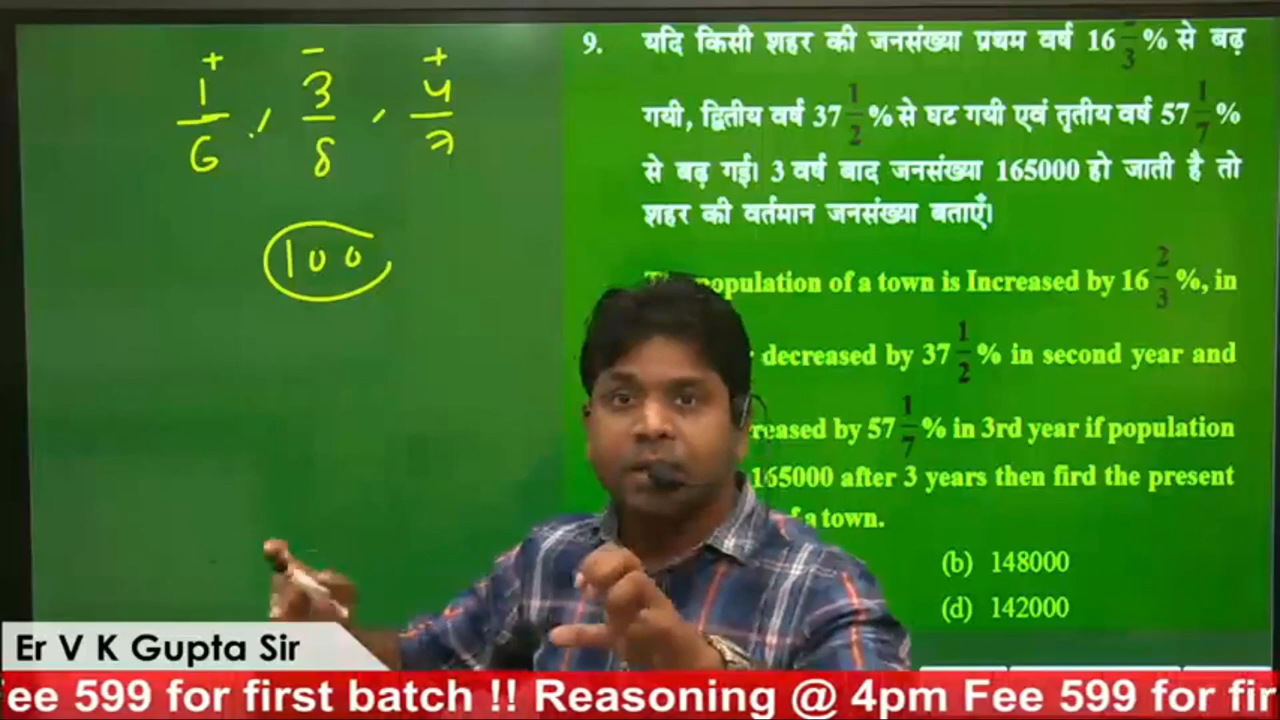 + - +
1/6 , 3/8 , 4/7
100
9. यदि किसी शहर की जनसंख्या प्रथम वर्ष 16 /3 % से बढ़
गयी, द्वितीय वर्ष 37 1/2 % से घट गयी एवं तृतीय वर्ष 57 1/7 %
से बढ़ गई। 3 वर्ष बाद जनसंख्या 165000 हो जाती है तो
शहर की वर्तमान जनसंख्या बताएँ।
opulation of a town is Increased by 16 2/3 %, in
decreased by 37 1/2 % in second year and
reased by 57 1/7 % in 3rd year if population
165000 after 3 years then fird the present
f a town.
(b) 148000
(d) 142000
Er V K Gupta Sir
ee 599 for first batch !! Reasoning @ 4pm Fee 599 for fir